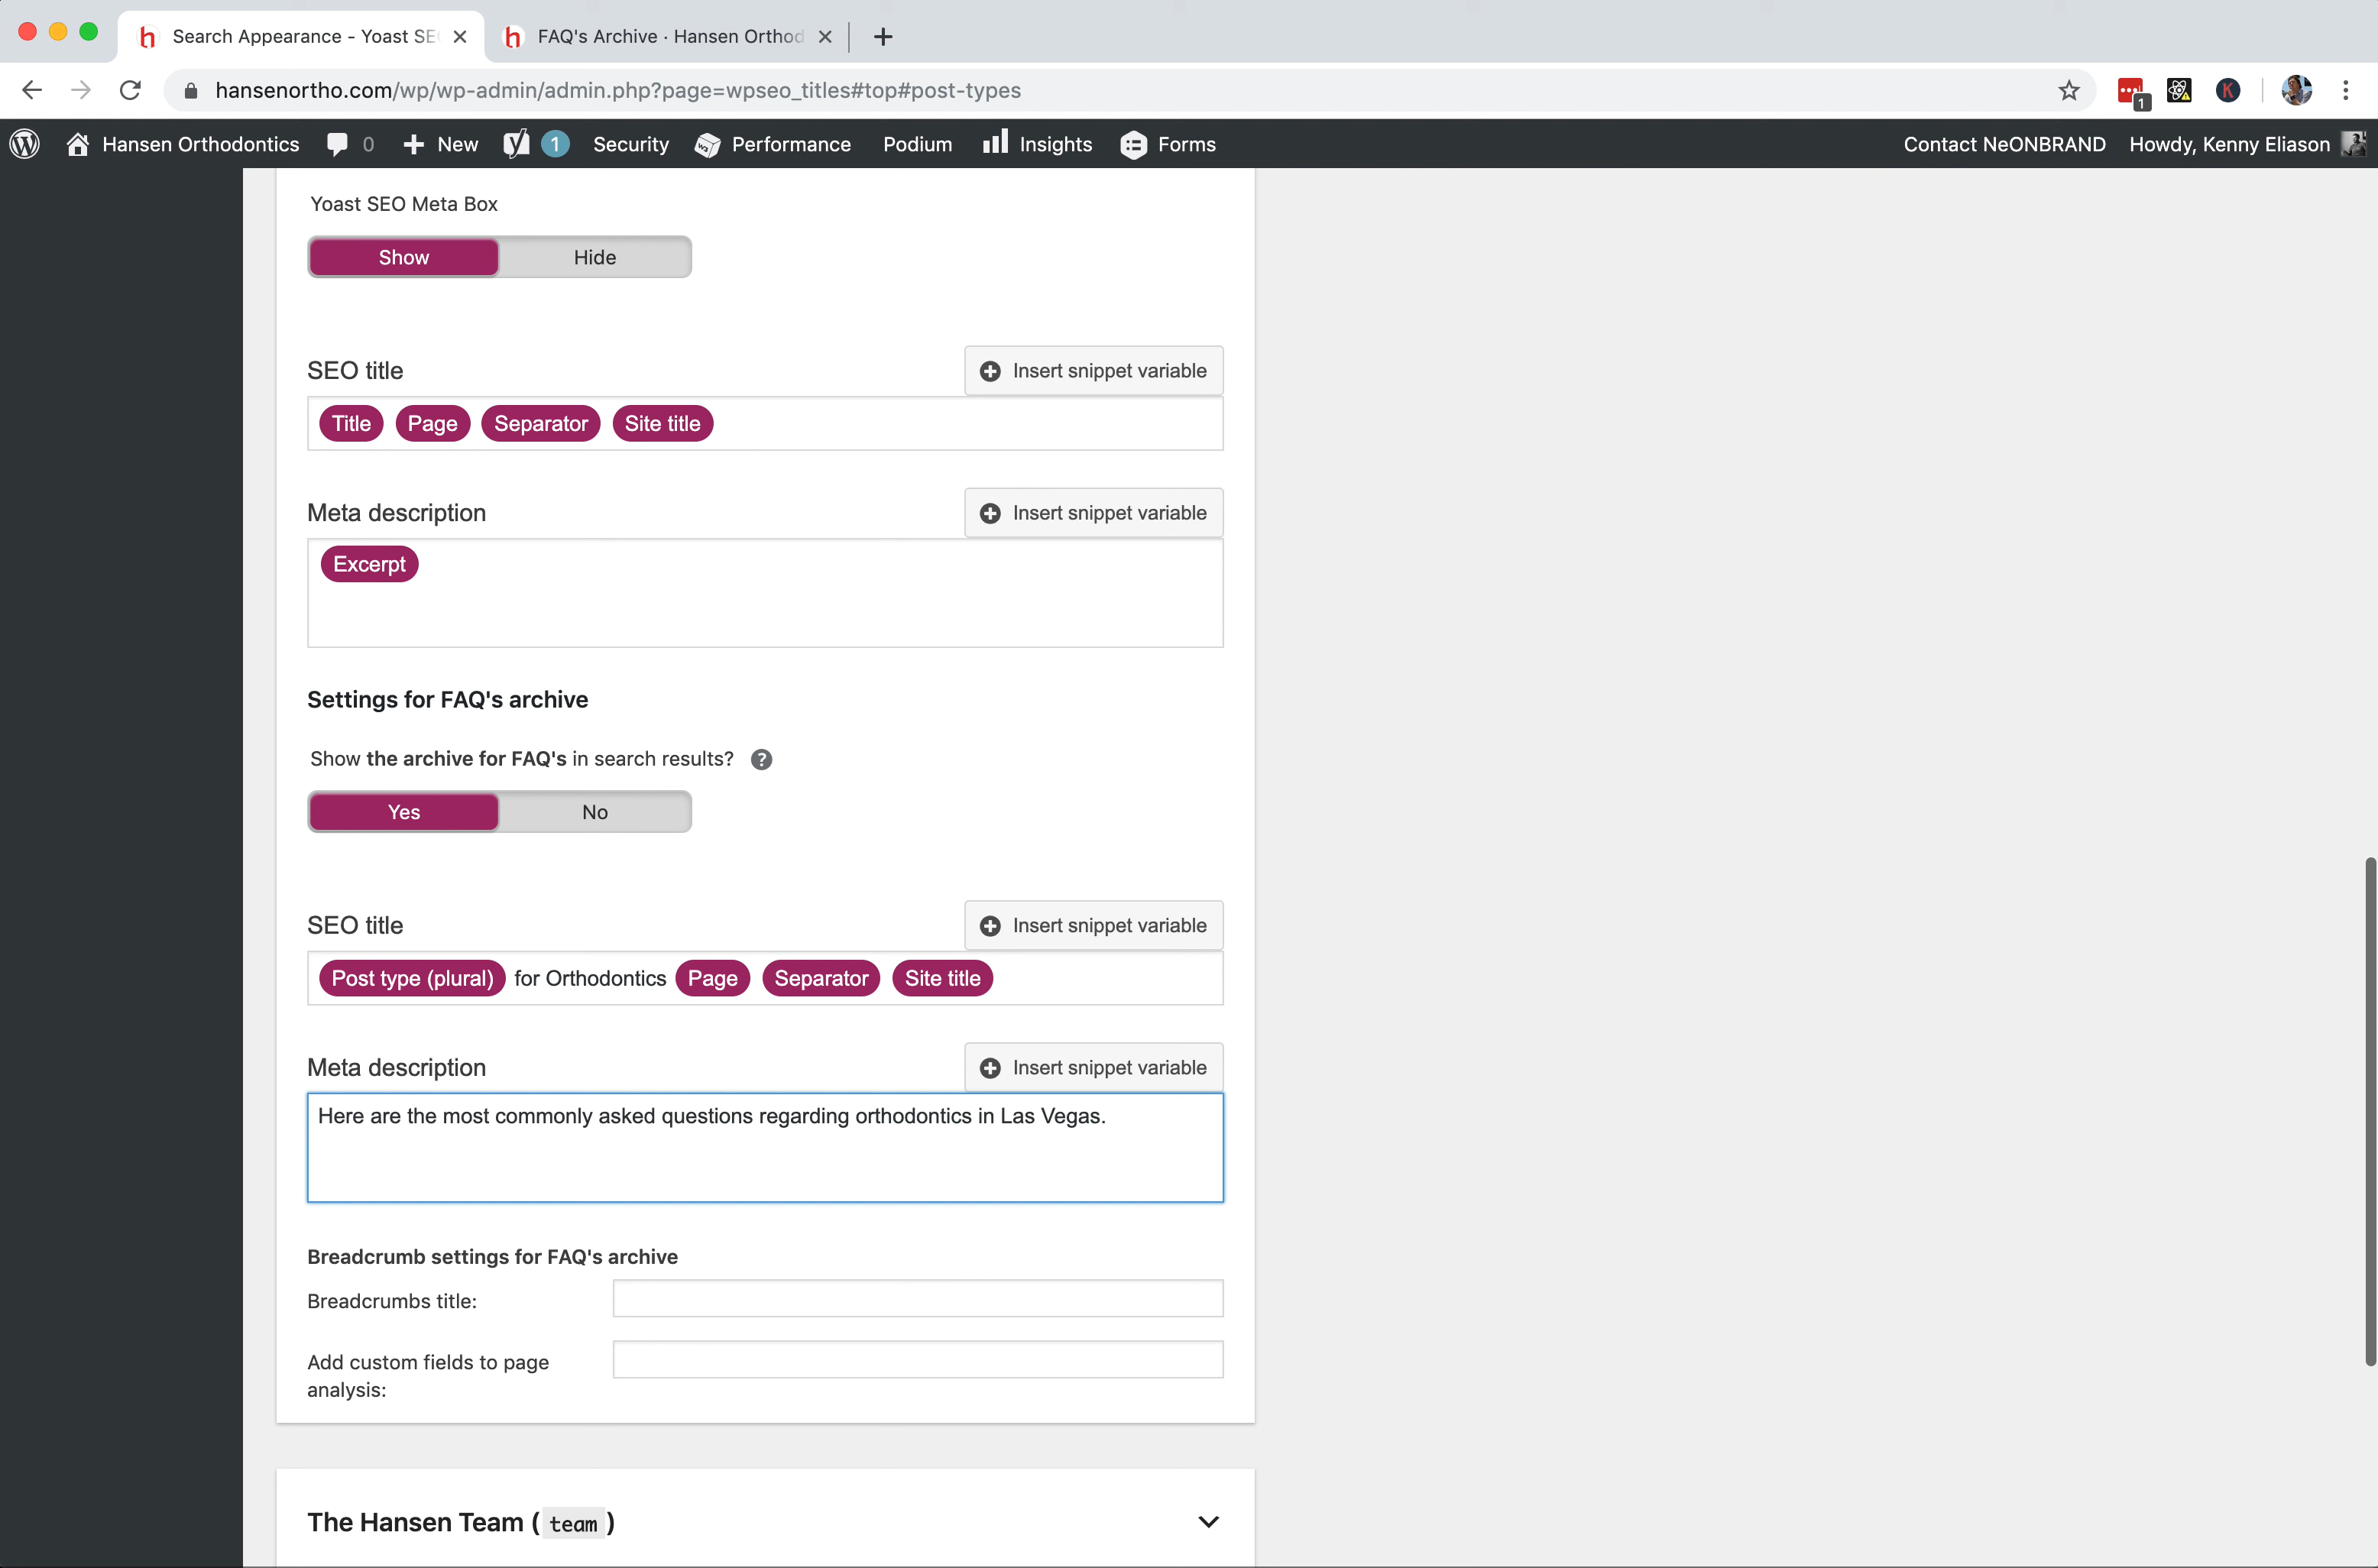 Search Appearance - Yoast SE
FAQ's Archive · Hansen Orthod
hansenortho.com/wp/wp-admin/admin.php?page=wpseo_titles#top#post-types
1
K
Hansen Orthodontics 0 New 1 Security Performance Podium Insights Forms Contact NeONBRAND Howdy, Kenny Eliason
Yoast SEO Meta Box
Show Hide
SEO title Insert snippet variable
Title Page Separator Site title
Meta description Insert snippet variable
Excerpt
Settings for FAQ's archive
Show the archive for FAQ's in search results? ?
Yes No
SEO title Insert snippet variable
Post type (plural) for Orthodontics Page Separator Site title
Meta description Insert snippet variable
Here are the most commonly asked questions regarding orthodontics in Las Vegas.
Breadcrumb settings for FAQ's archive
Breadcrumbs title:
Add custom fields to page
analysis:
The Hansen Team ( team )